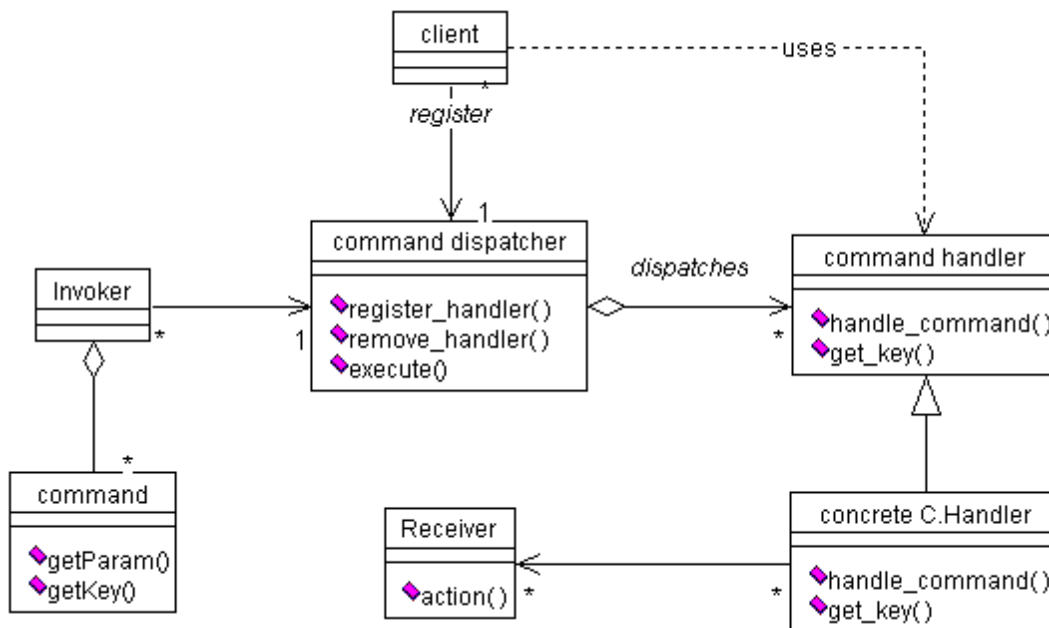 client
uses
*
register
1
command dispatcher
register_handler()
remove_handler()
execute()
dispatches
*
command handler
handle_command()
get_key()
Invoker
*
1
*
command
getParam()
getKey()
Receiver
action()
*
*
concrete C.Handler
handle_command()
get_key()